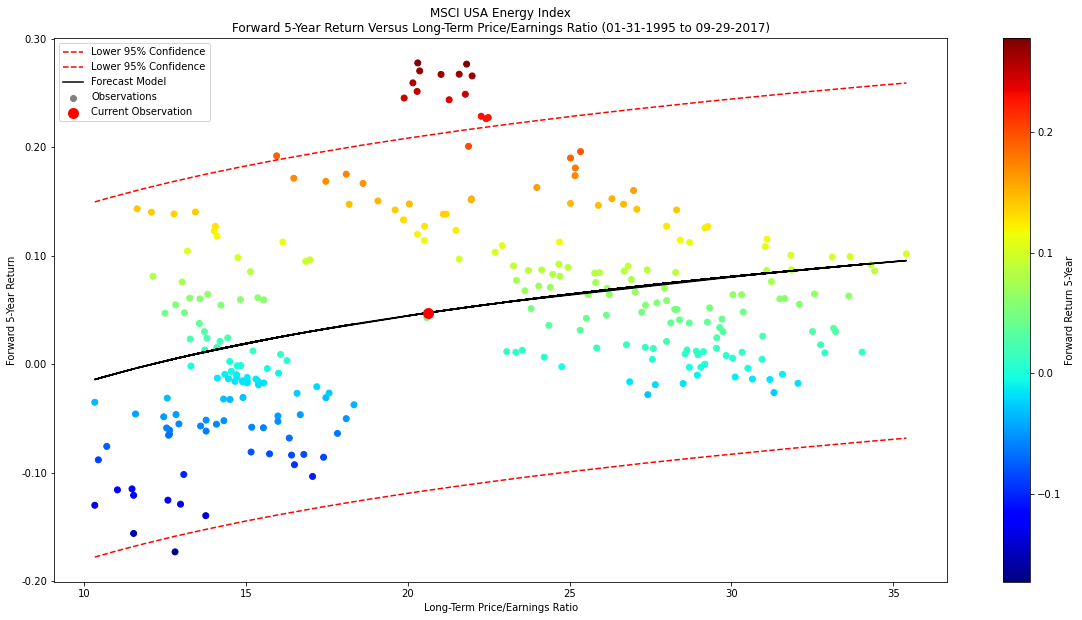 MSCI USA Energy Index
Forward 5-Year Return Versus Long-Term Price/Earnings Ratio (01-31-1995 to 09-29-2017)
Lower 95% Confidence
Lower 95% Confidence
Forecast Model
Observations
Current Observation
Forward 5-Year Return
0.30
0.20
0.10
0.00
-0.10
-0.20
10
15
20
25
30
35
Long-Term Price/Earnings Ratio
0.2
0.1
0.0
−0.1
Forward Return 5-Year